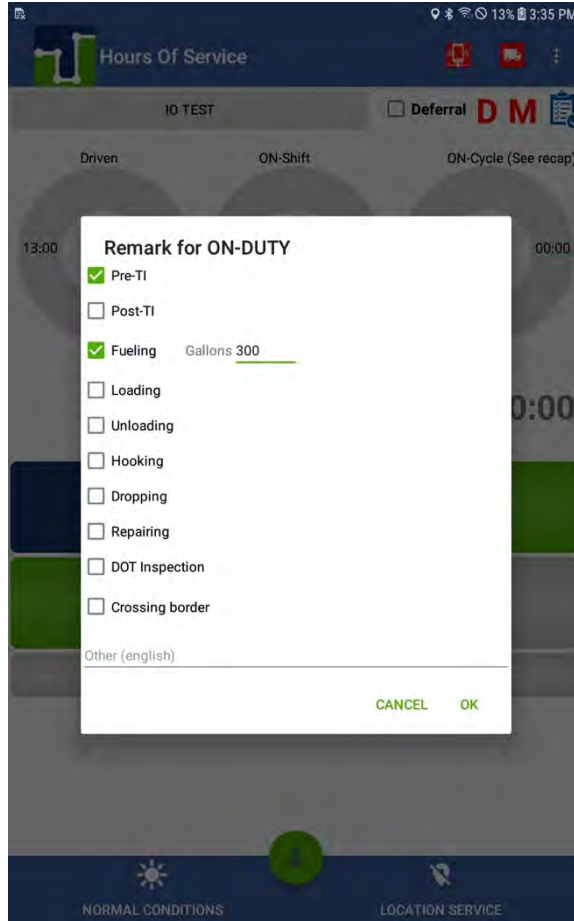 13% 3:35 PM
Hours Of Service
IO TEST
Deferral D M
Driven ON-Shift ON-Cycle (See recap)
13:00 00:00
Remark for ON-DUTY
Pre-TI
Post-TI
Fueling Gallons 300
Loading
Unloading
Hooking
Dropping
Repairing
DOT Inspection
Crossing border
Other (english)
CANCEL OK
0:00
NORMAL CONDITIONS LOCATION SERVICE